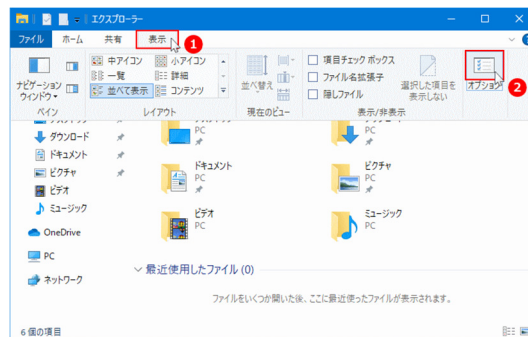 エクスプローラー
ファイル ホーム 共有 表示 1
中アイコン 小アイコン
一覧 詳細
並べて表示 コンテンツ
ナビゲーション ウィンドウ
並べ替え
項目チェック ボックス
ファイル名拡張子
隠しファイル
選択した項目を 表示しない
オプション 2
ペイン レイアウト 現在のビュー 表示/非表示
PC
ダウンロード
ドキュメント
ピクチャ
ビデオ
ミュージック
OneDrive
PC
ネットワーク
ドキュメント
PC
ピクチャ
PC
ビデオ
PC
ミュージック
PC
最近使用したファイル (0)
ファイルをいくつか開いた後、ここに最近使ったファイルが表示されます。
6 個の項目